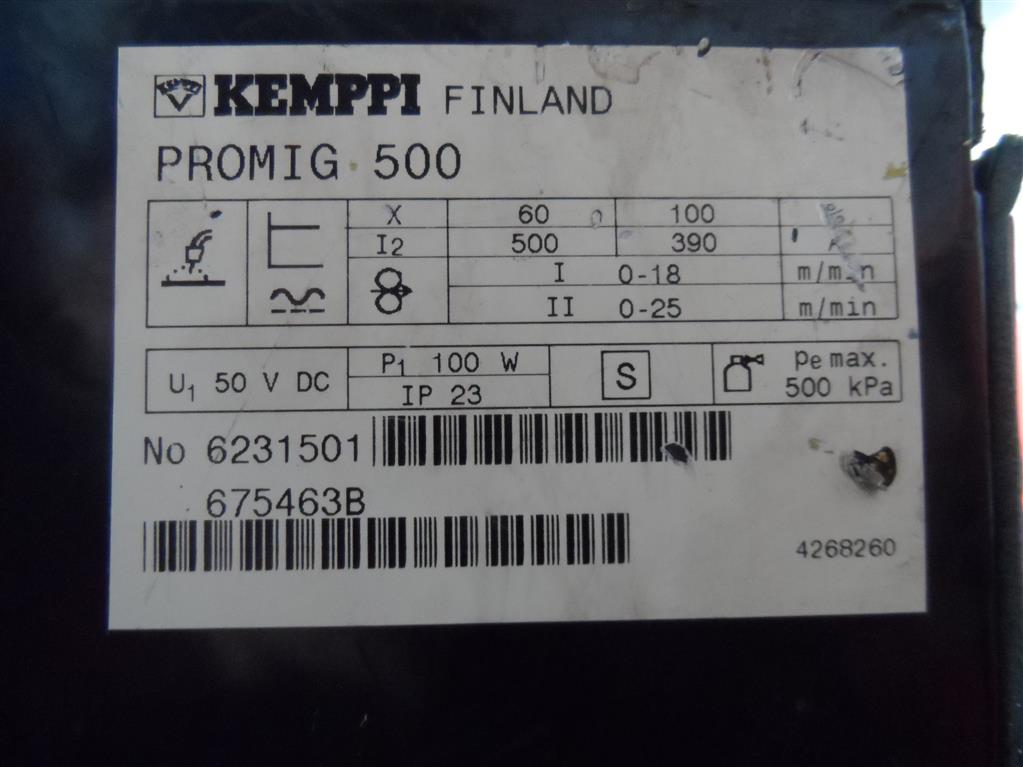 KEMPPI FINLAND
PROMIG 500
X 60 100
I2 500 390
I 0-18 m/min
II 0-25 m/min
U1 50 V DC P1 100 W S pe max.
IP 23 500 kPa
No 6231501
675463B
4268260